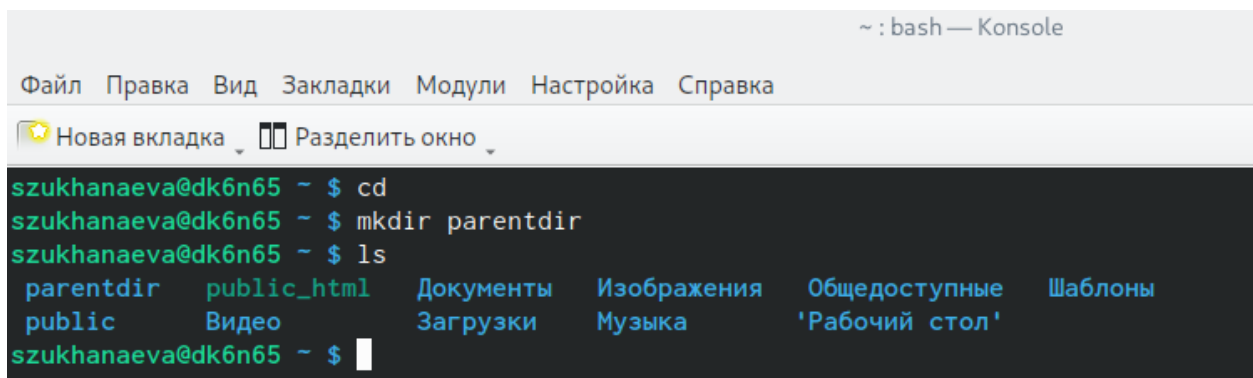 ~ : bash — Konsole
Файл Правка Вид Закладки Модули Настройка Справка
Новая вкладка Разделить окно
szukhanaeva@dk6n65 ~ $ cd
szukhanaeva@dk6n65 ~ $ mkdir parentdir
szukhanaeva@dk6n65 ~ $ ls
parentdir public_html Документы Изображения Общедоступные Шаблоны
public Видео Загрузки Музыка 'Рабочий стол'
szukhanaeva@dk6n65 ~ $